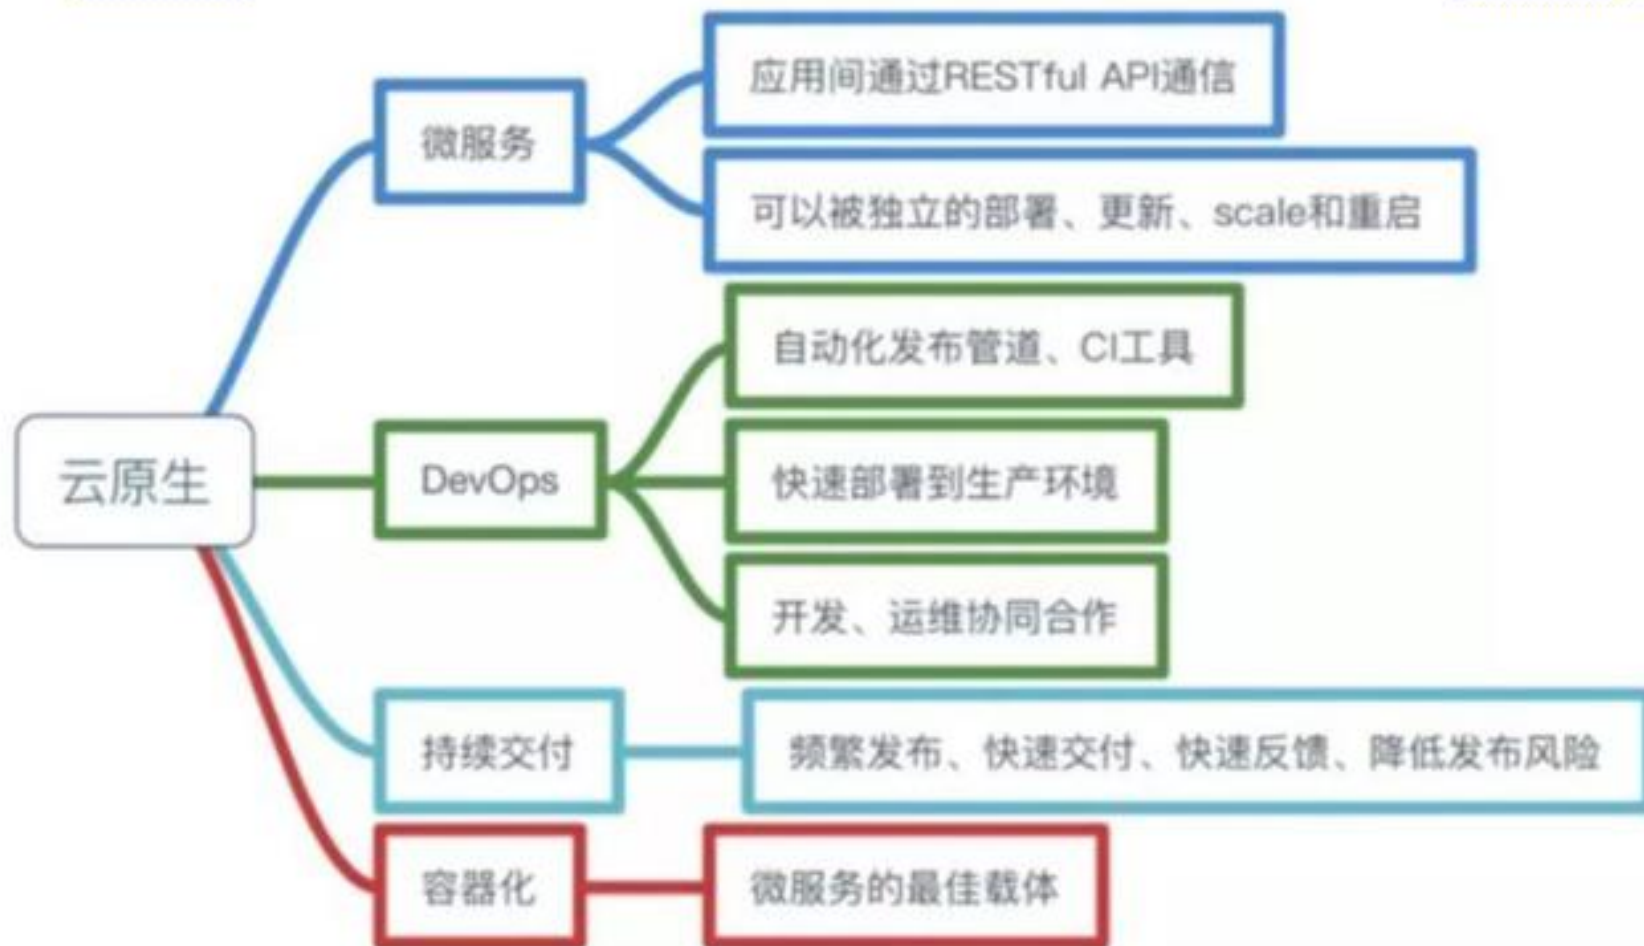 云原生
微服务
应用间通过RESTful API通信
可以被独立的部署、更新、scale和重启
DevOps
自动化发布管道、CI工具
快速部署到生产环境
开发、运维协同合作
持续交付
频繁发布、快速交付、快速反馈、降低发布风险
容器化
微服务的最佳载体